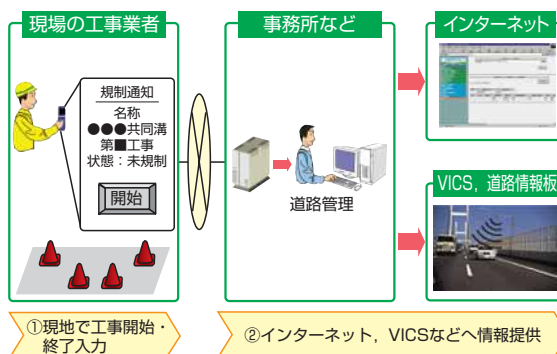 現場の工事業者
規制通知
名称
●●●共同溝
第■工事
状態：未規制
開始
①現地で工事開始・
終了入力
事務所など
道路管理
②インターネット，VICSなどへ情報提供
インターネット
VICS，道路情報板